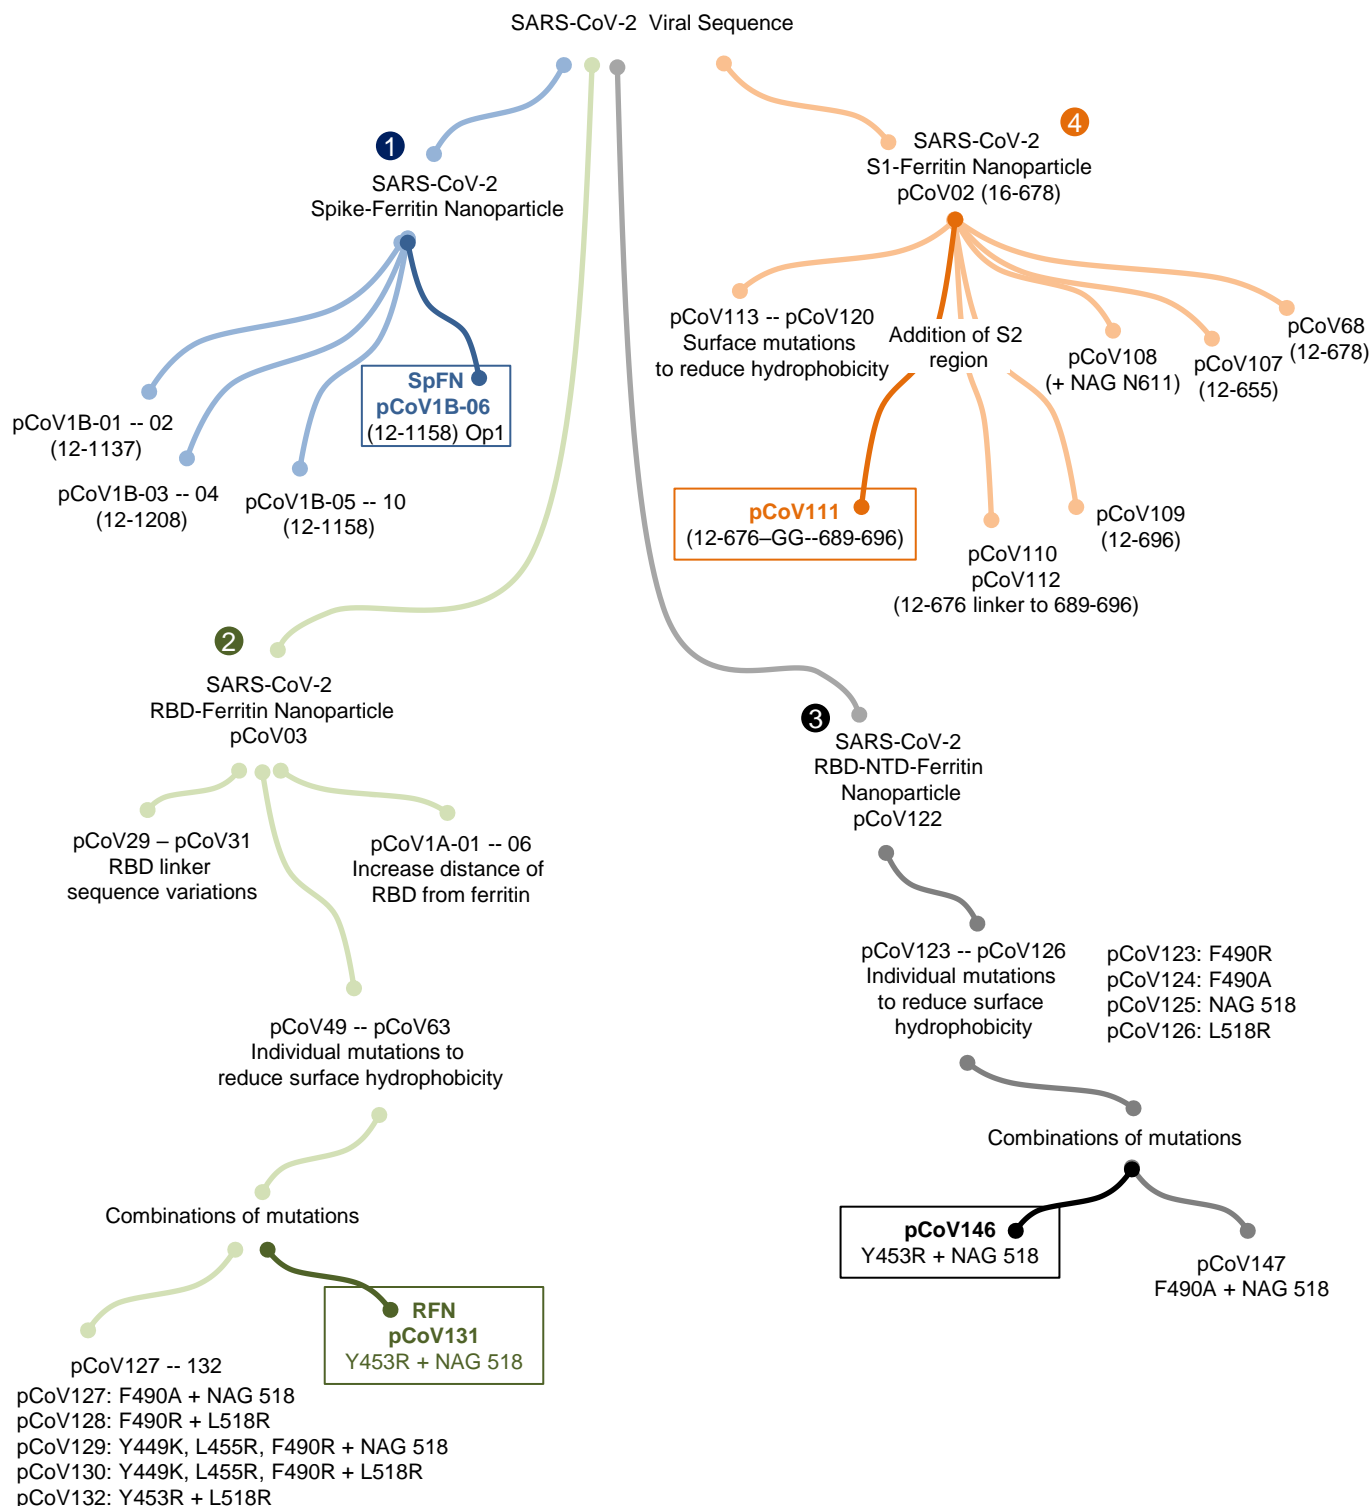 SARS-CoV-2  Viral Sequence
1
SARS-CoV-2
Spike-Ferritin Nanoparticle
pCoV1B-01 -- 02
(12-1137)
pCoV1B-03 -- 04
(12-1208)
pCoV1B-05 -- 10
(12-1158)
SpFN
pCoV1B-06
(12-1158) Op1
4
SARS-CoV-2
S1-Ferritin Nanoparticle
pCoV02 (16-678)
pCoV113 -- pCoV120
Surface mutations
to reduce hydrophobicity
Addition of S2
region
pCoV108
(+ NAG N611)
pCoV107
(12-655)
pCoV68
(12-678)
pCoV111
(12-676–GG--689-696)
pCoV110
pCoV112
(12-676 linker to 689-696)
pCoV109
(12-696)
2
SARS-CoV-2
RBD-Ferritin Nanoparticle
pCoV03
pCoV29 – pCoV31
RBD linker
sequence variations
pCoV1A-01 -- 06
Increase distance of
RBD from ferritin
pCoV49 -- pCoV63
Individual mutations to
reduce surface hydrophobicity
Combinations of mutations
RFN
pCoV131
Y453R + NAG 518
pCoV127 -- 132
pCoV127: F490A + NAG 518
pCoV128: F490R + L518R
pCoV129: Y449K, L455R, F490R + NAG 518
pCoV130: Y449K, L455R, F490R + L518R
pCoV132: Y453R + L518R
3
SARS-CoV-2
RBD-NTD-Ferritin
Nanoparticle
pCoV122
pCoV123 -- pCoV126
Individual mutations
to reduce surface
hydrophobicity
pCoV123: F490R
pCoV124: F490A
pCoV125: NAG 518
pCoV126: L518R
Combinations of mutations
pCoV146
Y453R + NAG 518
pCoV147
F490A + NAG 518